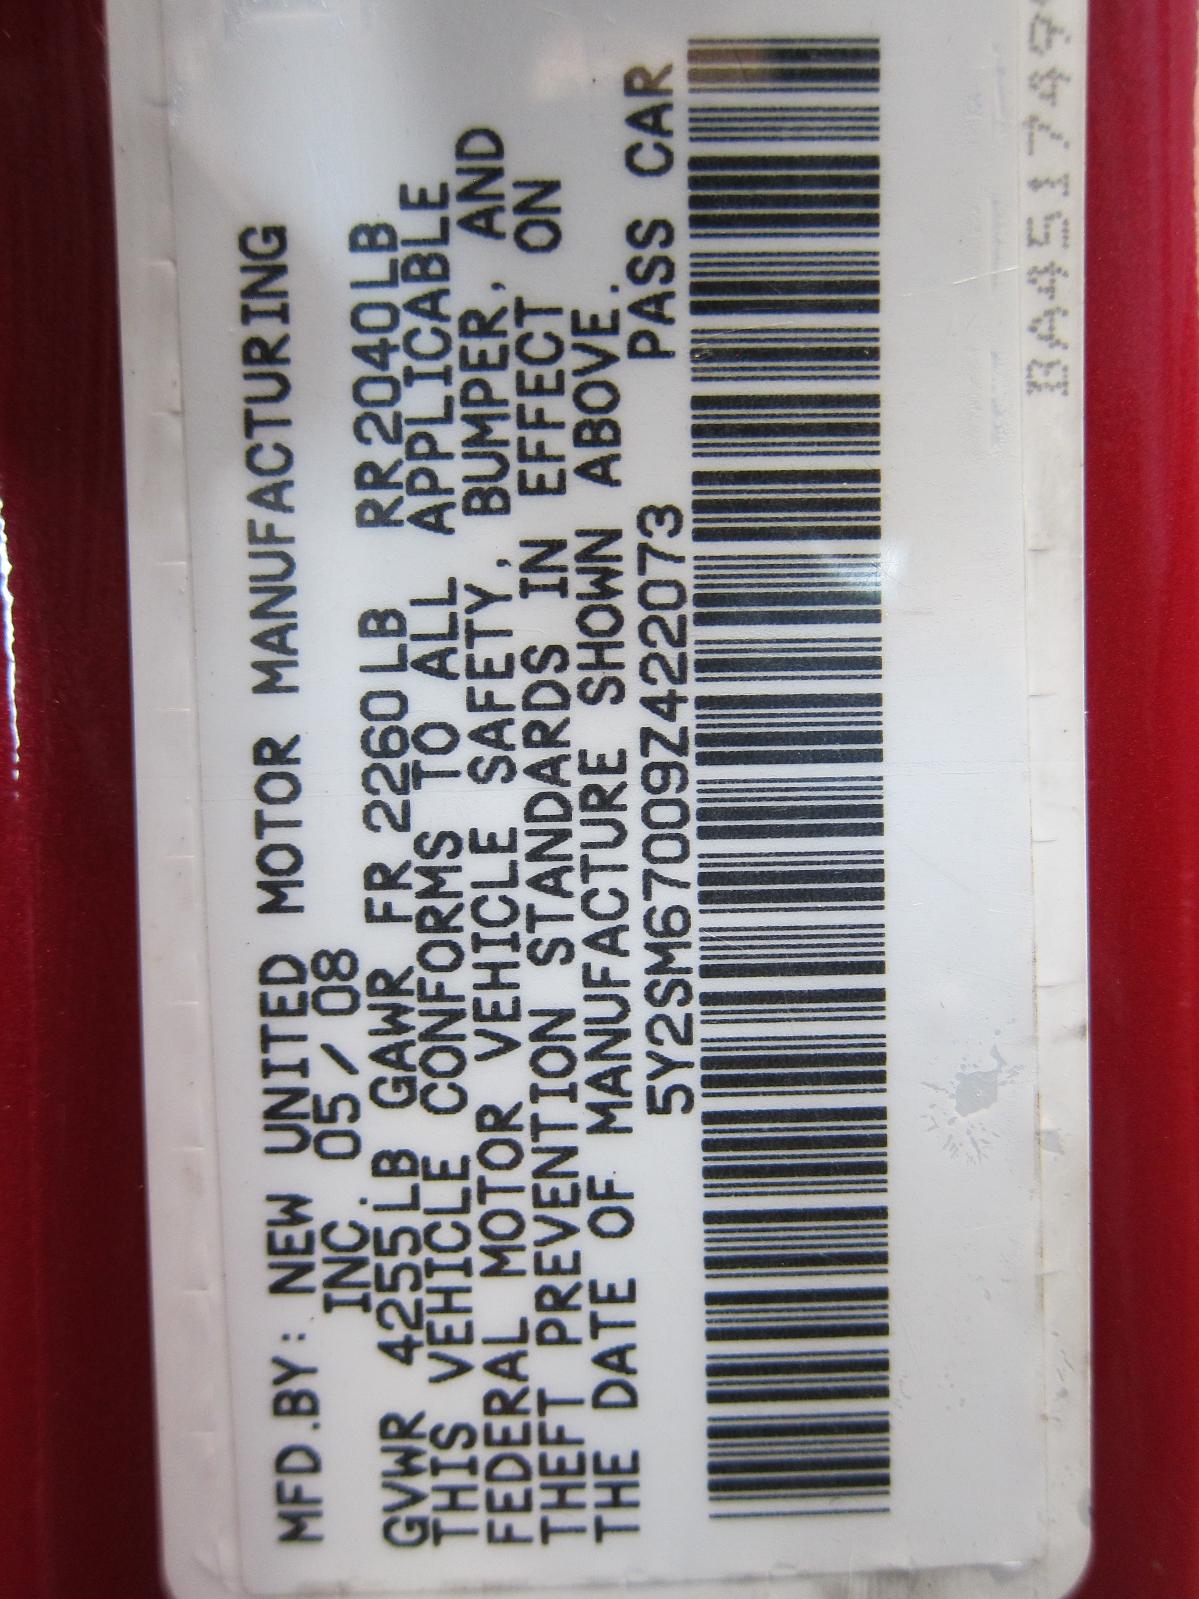 MFD.BY: NEW UNITED MOTOR MANUFACTURING
INC. 05/08
GVWR 4255LB GAWR FR 2260LB RR2040LB
THIS VEHICLE CONFORMS TO ALL APPLICABLE
FEDERAL MOTOR VEHICLE SAFETY, BUMPER, AND
THEFT PREVENTION STANDARDS IN EFFECT ON
THE DATE OF MANUFACTURE SHOWN ABOVE.
5Y2SM67009Z422073 PASS CAR